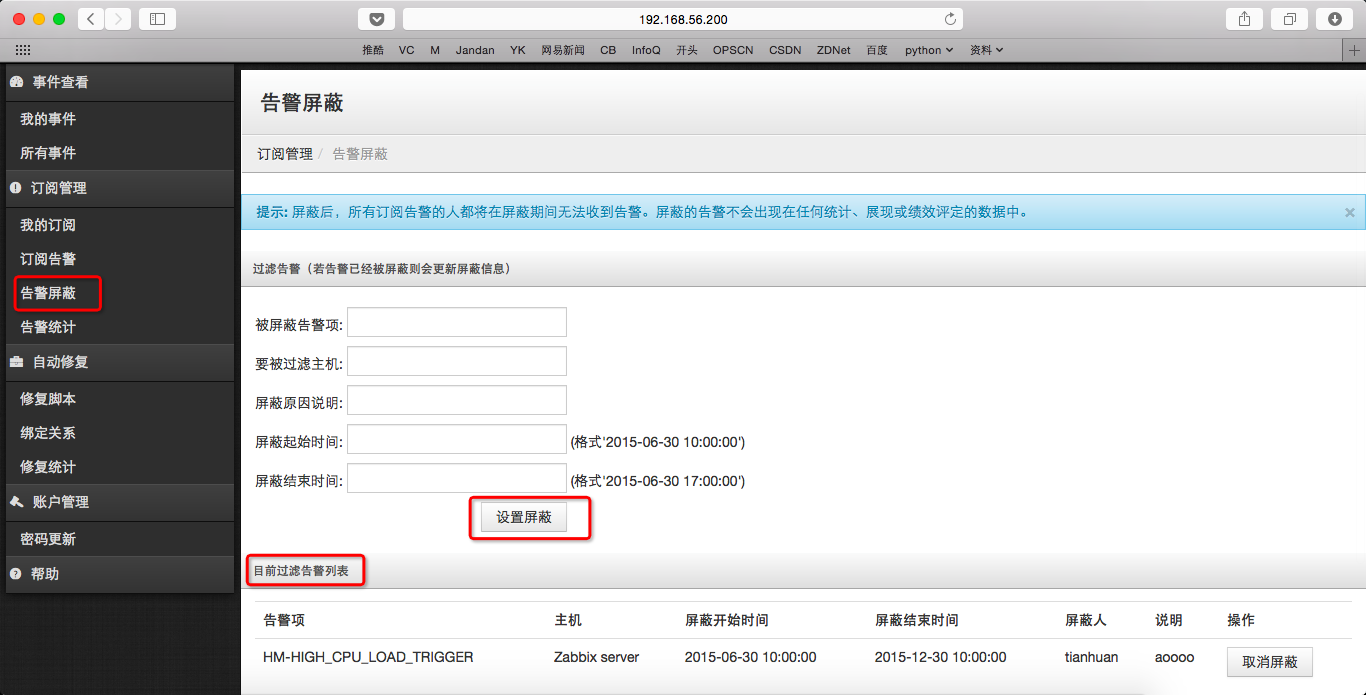 192.168.56.200
推酷 VC M Jandan YK 网易新闻 CB InfoQ 开头 OPSCN CSDN ZDNet 百度 python 资料
事件查看
我的事件
所有事件
订阅管理
我的订阅
订阅告警
告警屏蔽
告警统计
自动修复
修复脚本
绑定关系
修复统计
账户管理
密码更新
帮助
告警屏蔽
订阅管理 / 告警屏蔽
提示: 屏蔽后，所有订阅告警的人都将在屏蔽期间无法收到告警。屏蔽的告警不会出现在任何统计、展现或绩效评定的数据中。 ×
过滤告警（若告警已经被屏蔽则会更新屏蔽信息）
被屏蔽告警项:
要被过滤主机:
屏蔽原因说明:
屏蔽起始时间: (格式'2015-06-30 10:00:00')
屏蔽结束时间: (格式'2015-06-30 17:00:00')
设置屏蔽
目前过滤告警列表
告警项 主机 屏蔽开始时间 屏蔽结束时间 屏蔽人 说明 操作
HM-HIGH_CPU_LOAD_TRIGGER Zabbix server 2015-06-30 10:00:00 2015-12-30 10:00:00 tianhuan aoooo 取消屏蔽